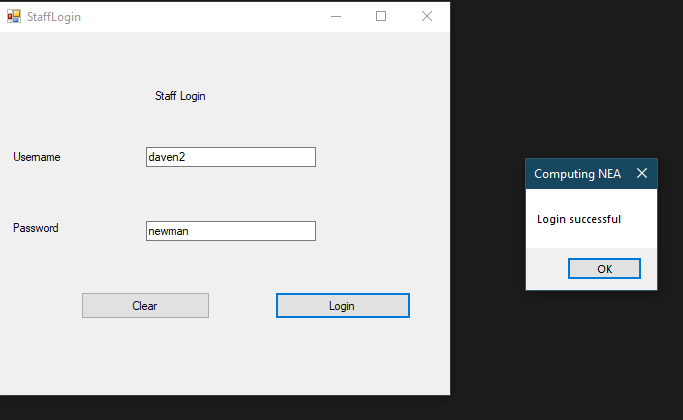 StaffLogin
Staff Login
Username
daven2
Password
newman
Clear
Login
Computing NEA
Login successful
OK